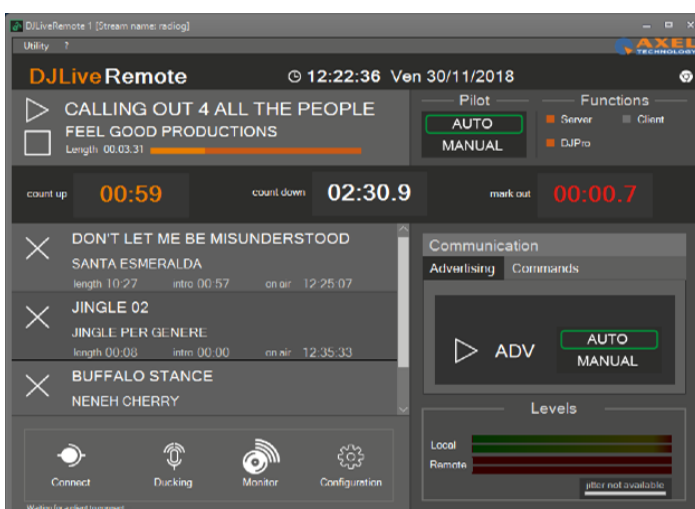 DJLiveRemote 1 [Stream name: radiog]
Utility ?
AXEL
TECHNOLOGY
DJLiveRemote
12:22:36 Ven 30/11/2018
CALLING OUT 4 ALL THE PEOPLE
FEEL GOOD PRODUCTIONS
Length 00.03.31
Pilot
AUTO
MANUAL
Functions
Server Client
DJPro
count up 00:59 count down 02:30.9 mark out 00:00.7
DON'T LET ME BE MISUNDERSTOOD
SANTA ESMERALDA
length 10:27 intro 00:57 on air 12:25:07
JINGLE 02
JINGLE PER GENERE
length 00:08 intro 00:00 on air 12:35:33
BUFFALO STANCE
NENEH CHERRY
Communication
Advertising Commands
ADV
AUTO
MANUAL
Levels
Local
Remote
jitter not available
Connect Ducking Monitor Configuration